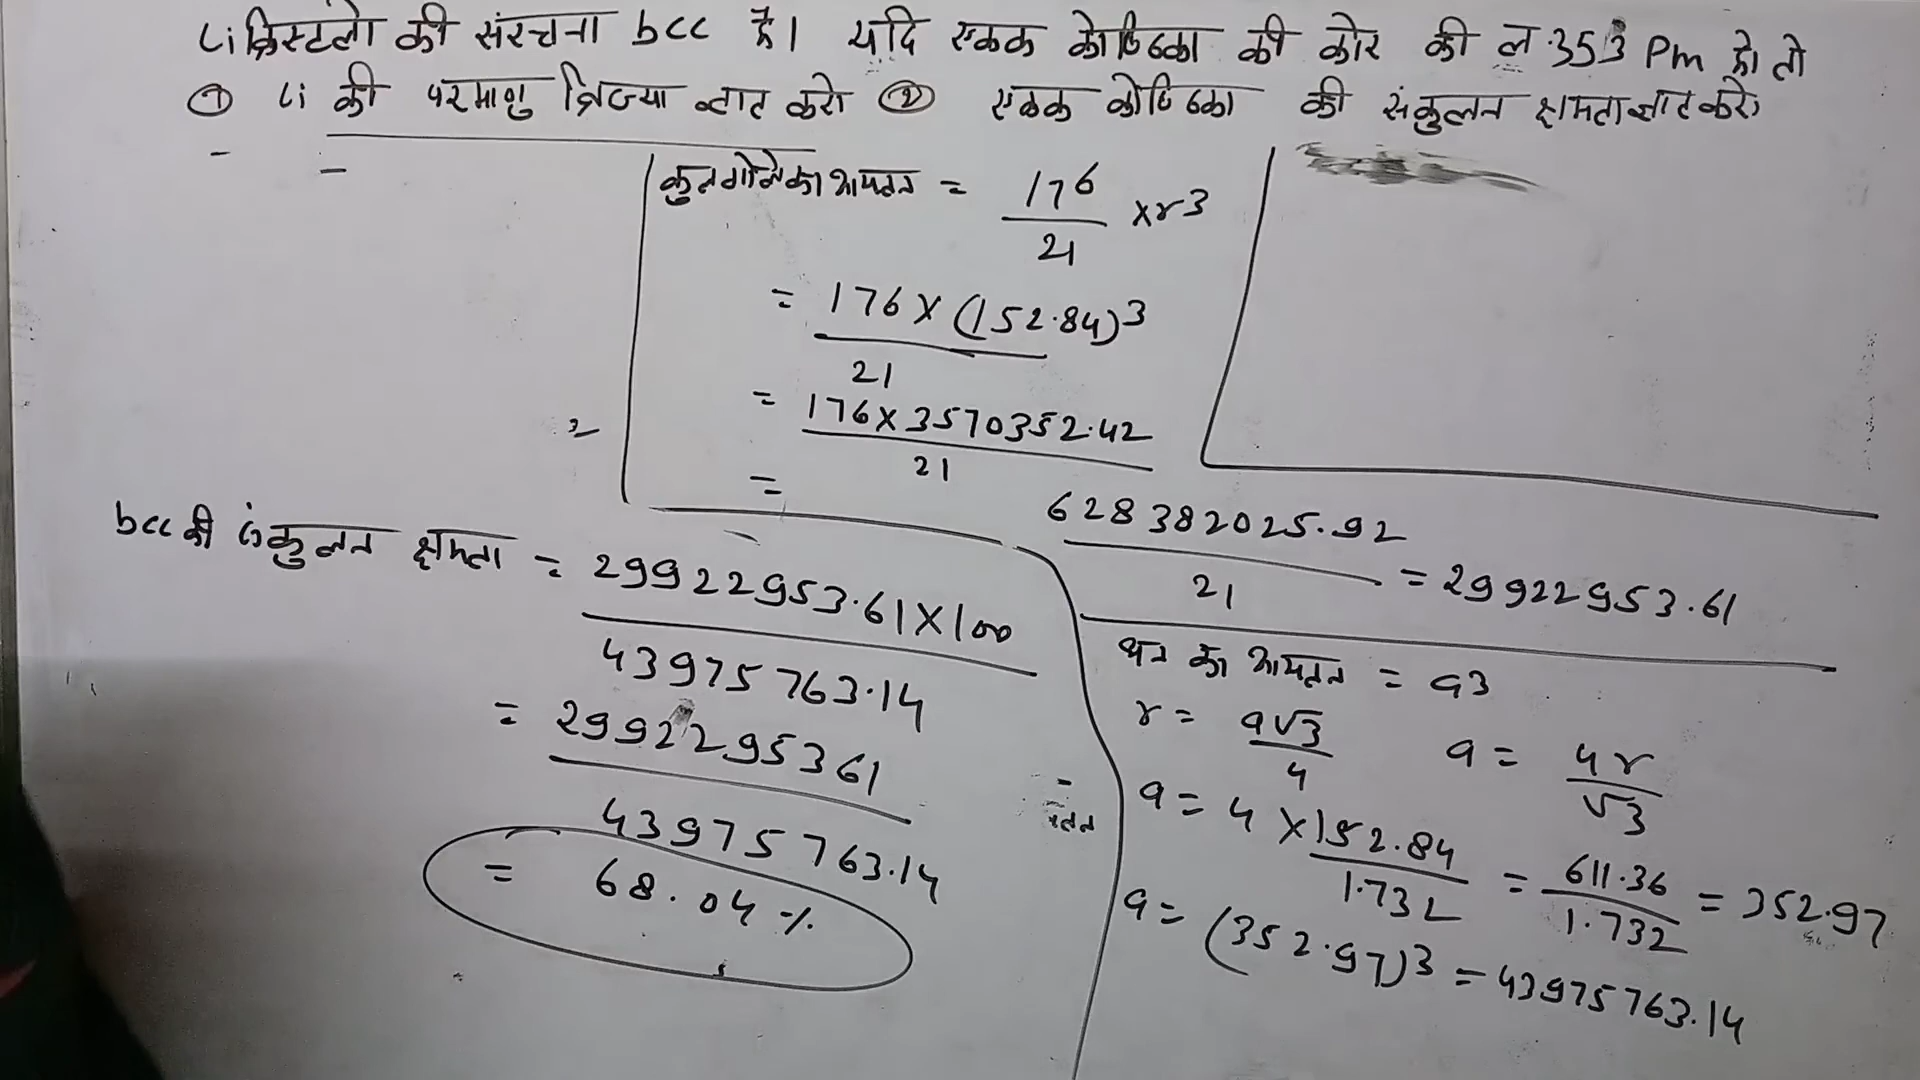 Li क्रिस्टलो की संरचना bcc है। यदि एकक कोष्ठिका की कोर की ल.353 Pm हो तो
① Li की परमाणु त्रिज्या ज्ञात करो ② एकक कोष्ठिका की संकुलन क्षमता ज्ञात करो
कुल गोले का आयतन = 176/21 × r3
= 176 × (152.84)3 / 21
= 176 × 3570352.42 / 21
=
628382025.92 / 21 = 29922953.61
bcc की संकुलन क्षमता = 29922953.61 × 100 / 43975763.14
= 2992295361 / 43975763.14
= 68.04 %
घन का आयतन = a3
r = a√3 / 4 a = 4r / √3
a = 4 × 152.84 / 1.732 = 611.36 / 1.732 = 352.97
a = (352.97)3 = 43975763.14